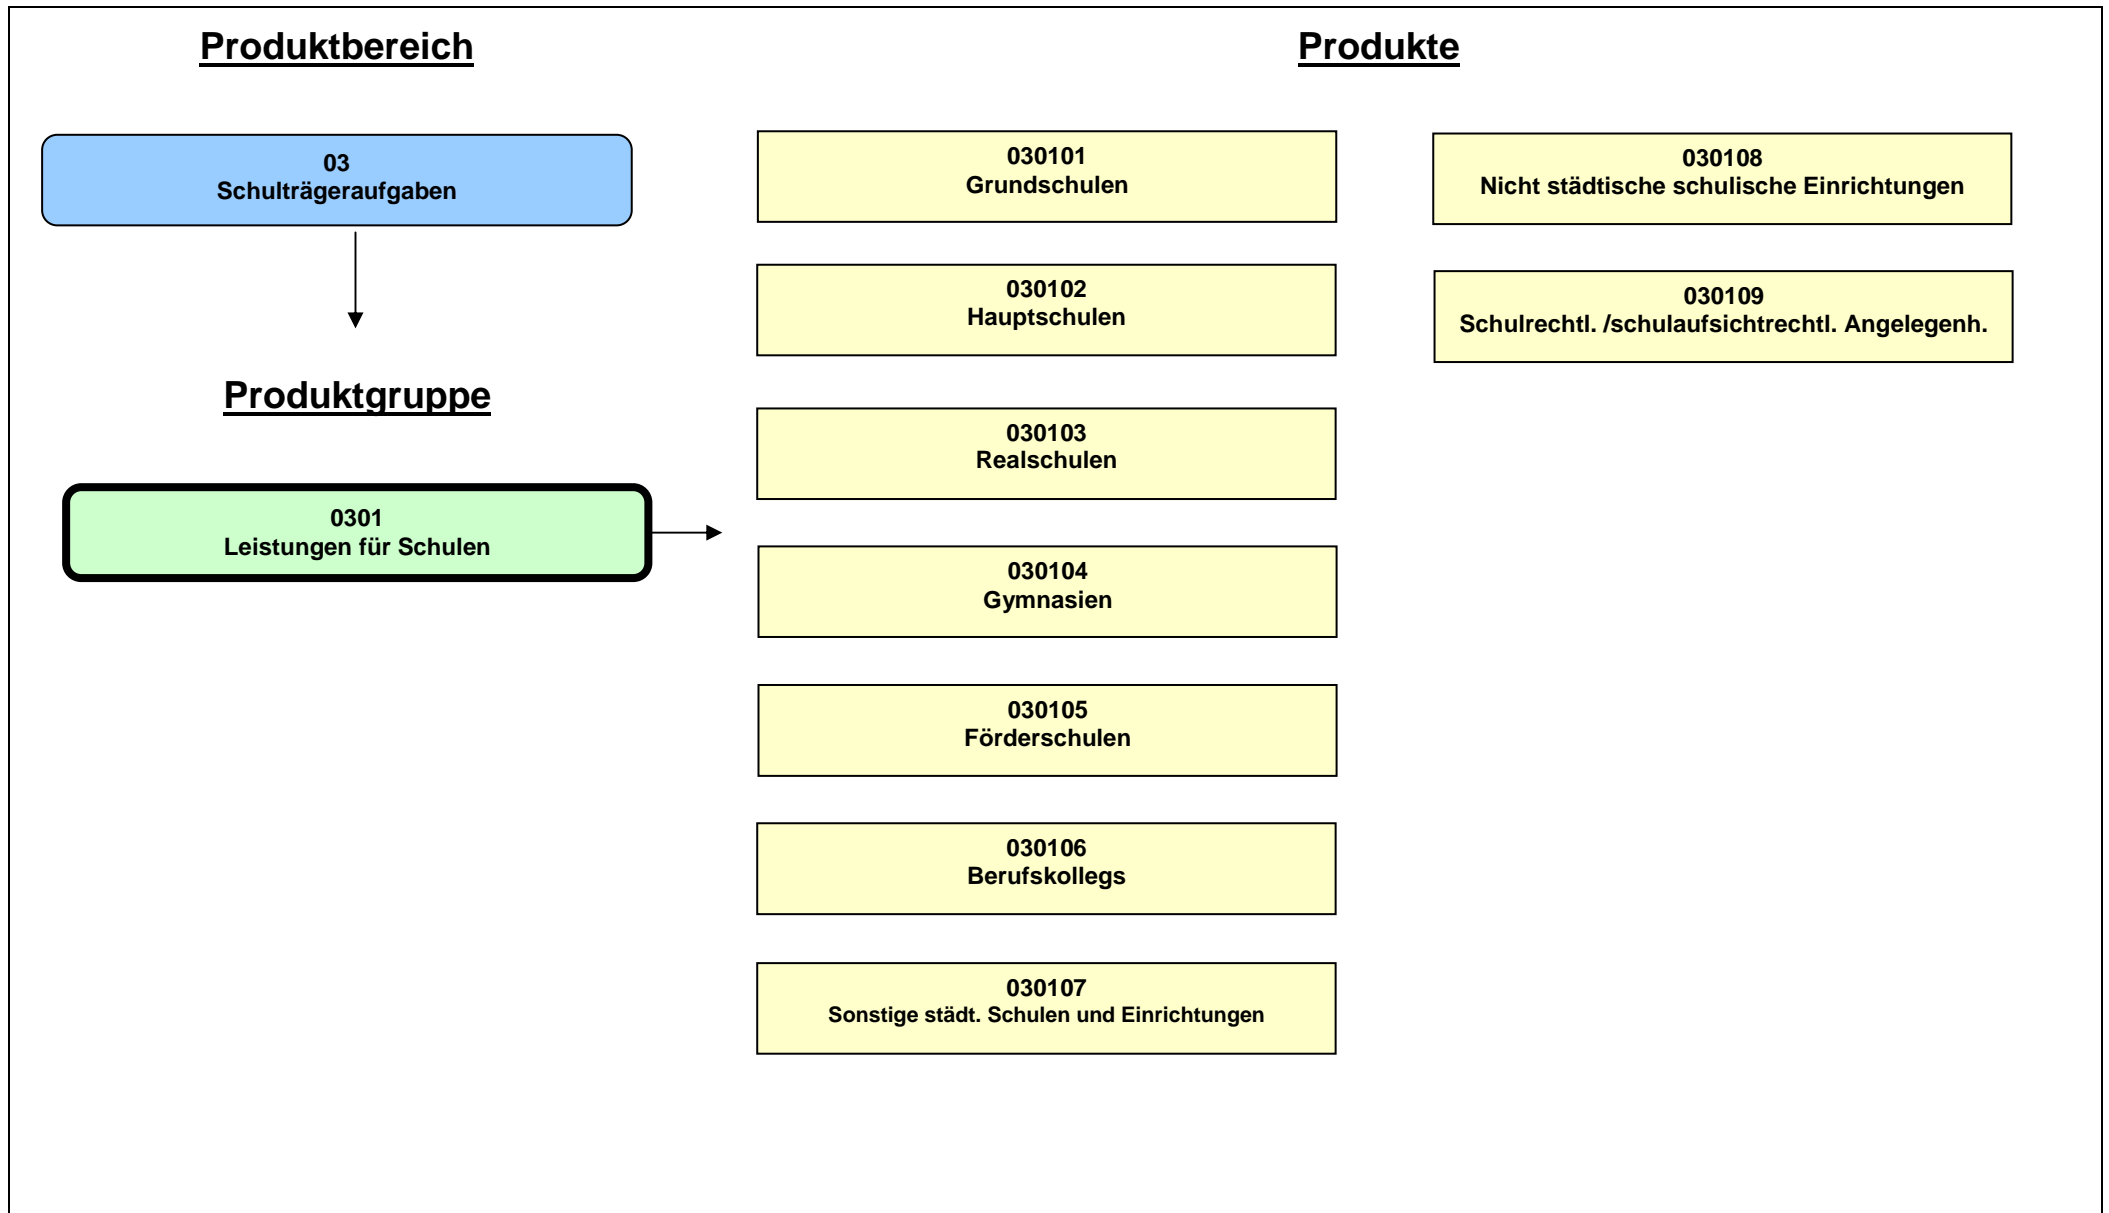 Produktbereich
Produkte
03
Schulträgeraufgaben
Produktgruppe
0301
Leistungen für Schulen
030101
Grundschulen
030102
Hauptschulen
030103
Realschulen
030104
Gymnasien
030105
Förderschulen
030106
Berufskollegs
030107
Sonstige städt. Schulen und Einrichtungen
030108
Nicht städtische schulische Einrichtungen
030109
Schulrechtl. /schulaufsichtrechtl. Angelegenh.